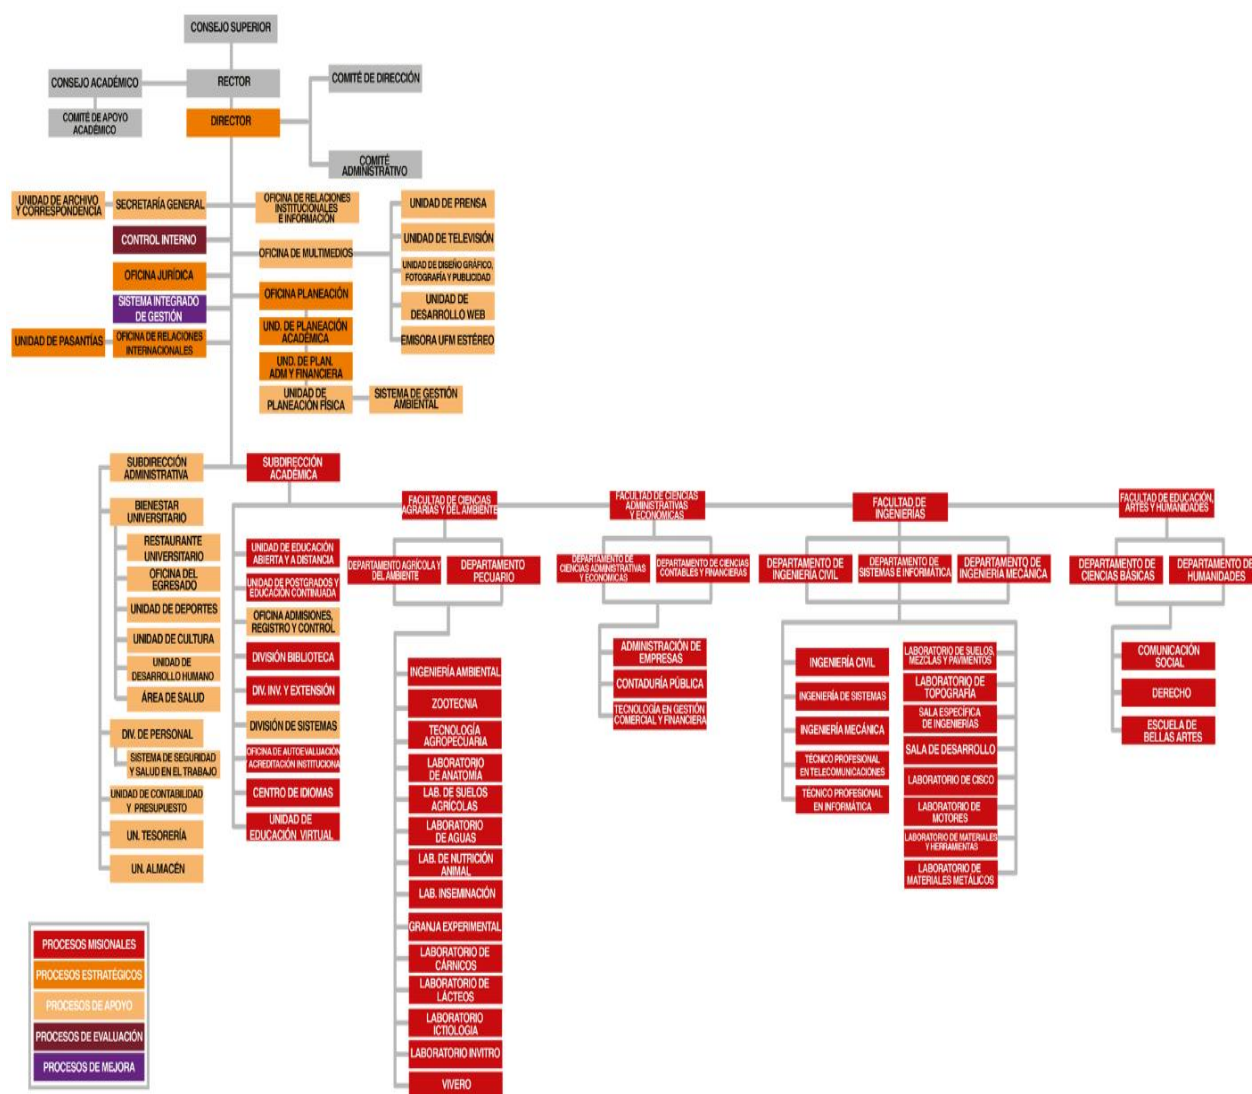 CONSEJO SUPERIOR
CONSEJO ACADÉMICO
RECTOR
COMITÉ DE DIRECCIÓN
COMITÉ DE APOYO
ACADÉMICO
DIRECTOR
COMITÉ
ADMINISTRATIVO
UNIDAD DE ARCHIVO
Y CORRESPONDENCIA
SECRETARÍA GENERAL
OFICINA DE RELACIONES
INSTITUCIONALES
E INFORMACIÓN
UNIDAD DE PRENSA
CONTROL INTERNO
OFICINA DE MULTIMEDIOS
UNIDAD DE TELEVISIÓN
OFICINA JURÍDICA
UNIDAD DE DISEÑO GRÁFICO,
FOTOGRAFÍA Y PUBLICIDAD
SISTEMA INTEGRADO
DE GESTIÓN
OFICINA PLANEACIÓN
UNIDAD DE
DESARROLLO WEB
UNIDAD DE PASANTÍAS
OFICINA DE RELACIONES
INTERNACIONALES
UND. DE PLANEACIÓN
ACADÉMICA
EMISORA UFM ESTÉREO
UND. DE PLAN.
ADM Y FINANCIERA
UNIDAD DE
PLANEACIÓN FÍSICA
SISTEMA DE GESTIÓN
AMBIENTAL
SUBDIRECCIÓN
ADMINISTRATIVA
SUBDIRECCIÓN
ACADÉMICA
BIENESTAR
UNIVERSITARIO
RESTAURANTE
UNIVERSITARIO
OFICINA DEL
EGRESADO
UNIDAD DE DEPORTES
UNIDAD DE CULTURA
UNIDAD DE
DESARROLLO HUMANO
ÁREA DE SALUD
DIV. DE PERSONAL
SISTEMA DE SEGURIDAD
Y SALUD EN EL TRABAJO
UNIDAD DE CONTABILIDAD
Y PRESUPUESTO
UN. TESORERÍA
UN. ALMACÉN
UNIDAD DE EDUCACIÓN
ABIERTA Y A DISTANCIA
UNIDAD DE POSTGRADOS Y
EDUCACIÓN CONTINUADA
OFICINA ADMISIONES,
REGISTRO Y CONTROL
DIVISIÓN BIBLIOTECA
DIV. INV. Y EXTENSIÓN
DIVISIÓN DE SISTEMAS
OFICINA DE AUTOEVALUACIÓN
ACREDITACIÓN INSTITUCIONA
CENTRO DE IDIOMAS
UNIDAD DE
EDUCACIÓN VIRTUAL
FACULTAD DE CIENCIAS
AGRARIAS Y DEL AMBIENTE
DEPARTAMENTO AGRÍCOLA Y
DEL AMBIENTE
DEPARTAMENTO
PECUARIO
INGENIERÍA AMBIENTAL
ZOOTECNIA
TECNOLOGÍA
AGROPECUARIA
LABORATORIO
DE ANATOMÍA
LAB. DE SUELOS
AGRÍCOLAS
LABORATORIO
DE AGUAS
LAB. DE NUTRICIÓN
ANIMAL
LAB. INSEMINACIÓN
GRANJA EXPERIMENTAL
LABORATORIO DE
CÁRNICOS
LABORATORIO DE
LÁCTEOS
LABORATORIO
ICTIOLOGIA
LABORATORIO INVITRO
VIVERO
FACULTAD DE CIENCIAS
ADMINISTRATIVAS
Y ECONÓMICAS
DEPARTAMENTO DE
CIENCIAS ADMINISTRATIVAS
Y ECONÓMICAS
DEPARTAMENTO DE CIENCIAS
CONTABLES Y FINANCIERAS
ADMINISTRACIÓN DE
EMPRESAS
CONTADURÍA PÚBLICA
TECNOLOGÍA EN GESTIÓN
COMERCIAL Y FINANCIERA
FACULTAD DE
INGENIERÍAS
DEPARTAMENTO DE
INGENIERÍA CIVIL
DEPARTAMENTO DE
SISTEMAS E INFORMÁTICA
DEPARTAMENTO DE
INGENIERÍA MECÁNICA
INGENIERÍA CIVIL
INGENIERÍA DE SISTEMAS
INGENIERÍA MECÁNICA
TÉCNICO PROFESIONAL
EN TELECOMUNICACIONES
TÉCNICO PROFESIONAL
EN INFORMÁTICA
LABORATORIO DE SUELOS,
MEZCLAS Y PAVIMENTOS
LABORATORIO DE
TOPOGRAFÍA
SALA ESPECÍFICA
DE INGENIERÍAS
SALA DE DESARROLLO
LABORATORIO DE CISCO
LABORATORIO DE
MOTORES
LABORATORIO DE MATERIALES
Y HERRAMIENTAS
LABORATORIO DE
MATERIALES METÁLICOS
FACULTAD DE EDUCACIÓN,
ARTES Y HUMANIDADES
DEPARTAMENTO DE
CIENCIAS BÁSICAS
DEPARTAMENTO DE
HUMANIDADES
COMUNICACIÓN
SOCIAL
DERECHO
ESCUELA DE
BELLAS ARTES
PROCESOS MISIONALES
PROCESOS ESTRATÉGICOS
PROCESOS DE APOYO
PROCESOS DE EVALUACIÓN
PROCESOS DE MEJORA